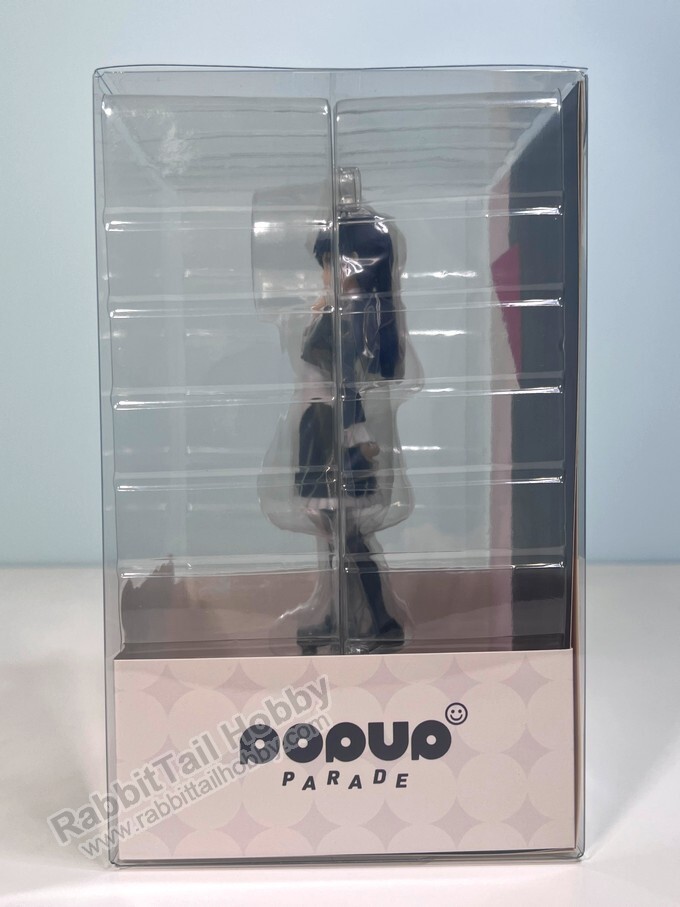 POPUP
PARADE
RabbitTail Hobby
www.rabbittailhobby.com